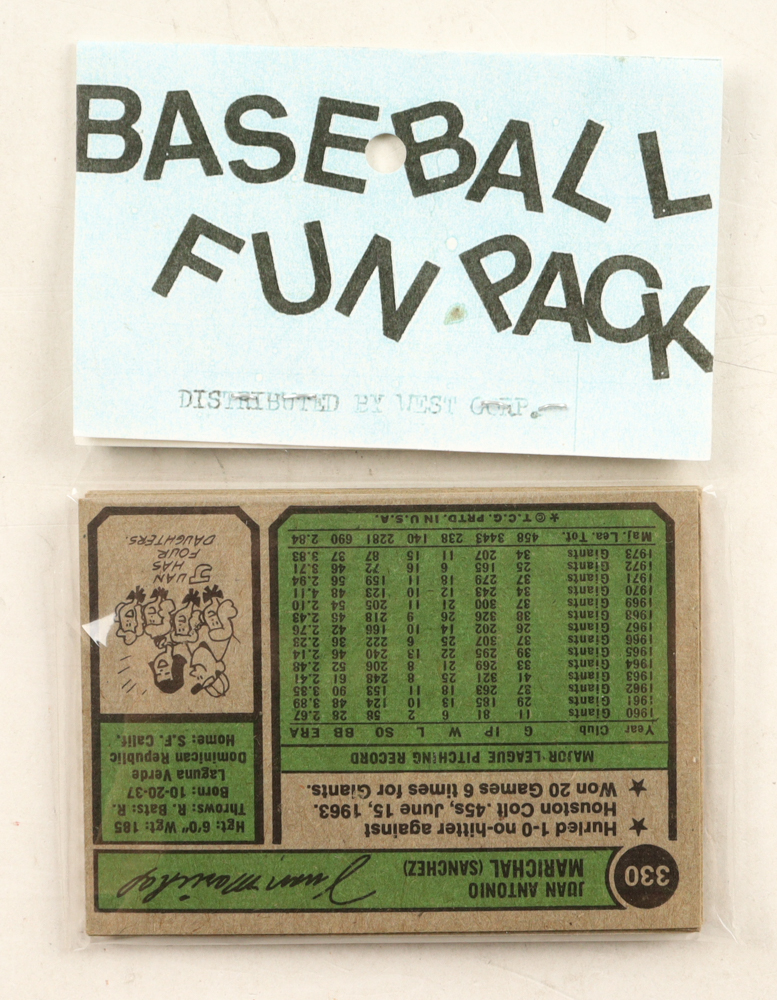 BASEBALL
FUN PACK
DISTRIBUTED BY WEST CORP.
330
JUAN ANTONIO
MARICHAL (SANCHEZ)
Juan Marichal
Hgt: 6'0" Wgt: 185
Throws: R. Bats: R.
Born: 10-20-37
Laguna Verde
Dominican Republic
Home: S.F. Calif.
★ Hurled 1-0 no-hitter against
Houston Colt .45s, June 15, 1963.
★ Won 20 Games 6 times for Giants.
MAJOR LEAGUE PITCHING RECORD
Year Club G IP W L SO BB ERA
1960 Giants 11 81 6 2 58 28 2.67
1961 Giants 29 185 13 10 124 48 3.89
1962 Giants 37 263 18 11 153 90 3.35
1963 Giants 41 321 25 8 248 61 2.41
1964 Giants 33 269 21 8 206 52 2.48
1965 Giants 39 295 22 13 240 46 2.14
1966 Giants 37 307 25 6 222 36 2.23
1967 Giants 26 202 14 10 166 42 2.76
1968 Giants 38 326 26 9 218 46 2.43
1969 Giants 37 300 21 11 205 54 2.10
1970 Giants 34 243 12 10 123 48 4.11
1971 Giants 37 279 18 11 159 56 2.94
1972 Giants 25 165 6 16 72 46 3.71
1973 Giants 34 207 11 15 87 37 3.83
Maj. Lea. Tot. 458 3443 238 140 2281 690 2.84
★ © T.C.G. PRTD. IN U.S.A.
JUAN
HAS
FOUR
DAUGHTERS.